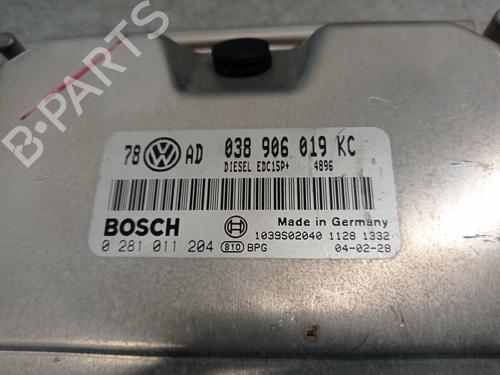 78 AD 038 906 019 KC
DIESEL EDC15P+ 4896
BOSCH
Made in Germany
0 281 011 204 810 BPG
1039S02040 1128 1332
04-02-28
B-PARTS